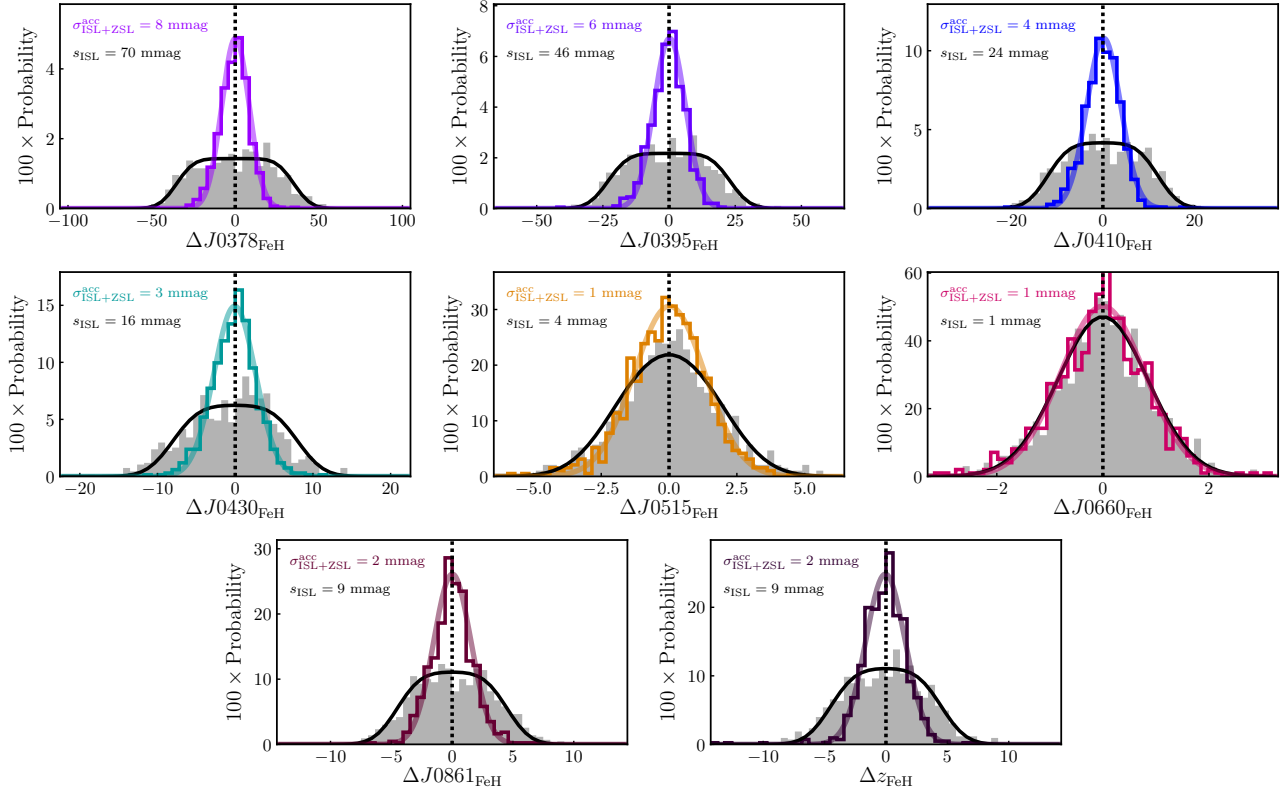 σ^acc_ISL+ZSL = 8 mmag
s_ISL = 70 mmag
100 × Probability
4
2
0
−100
−50
0
50
100
ΔJ0378_FeH
σ^acc_ISL+ZSL = 6 mmag
s_ISL = 46 mmag
100 × Probability
8
6
4
2
0
−50
−25
0
25
50
ΔJ0395_FeH
σ^acc_ISL+ZSL = 4 mmag
s_ISL = 24 mmag
100 × Probability
10
5
0
−20
0
20
ΔJ0410_FeH
σ^acc_ISL+ZSL = 3 mmag
s_ISL = 16 mmag
100 × Probability
15
10
5
0
−20
−10
0
10
20
ΔJ0430_FeH
σ^acc_ISL+ZSL = 1 mmag
s_ISL = 4 mmag
100 × Probability
30
20
10
0
−5.0
−2.5
0.0
2.5
5.0
ΔJ0515_FeH
σ^acc_ISL+ZSL = 1 mmag
s_ISL = 1 mmag
100 × Probability
60
40
20
0
−2
0
2
ΔJ0660_FeH
σ^acc_ISL+ZSL = 2 mmag
s_ISL = 9 mmag
100 × Probability
30
20
10
0
−10
−5
0
5
10
ΔJ0861_FeH
σ^acc_ISL+ZSL = 2 mmag
s_ISL = 9 mmag
100 × Probability
20
10
0
−10
−5
0
5
10
Δz_FeH